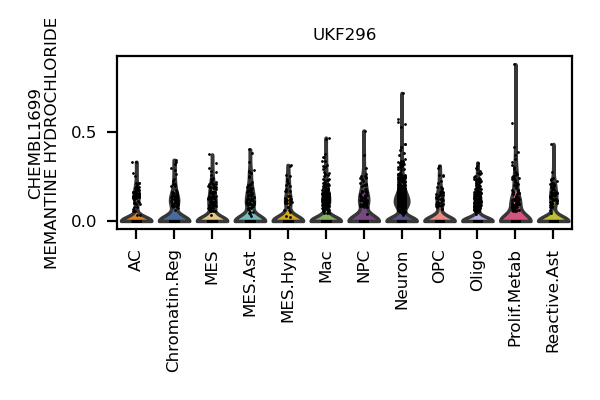 UKF296
CHEMBL1699
MEMANTINE HYDROCHLORIDE
0.5
0.0
AC
Chromatin.Reg
MES
MES.Ast
MES.Hyp
Mac
NPC
Neuron
OPC
Oligo
Prolif.Metab
Reactive.Ast